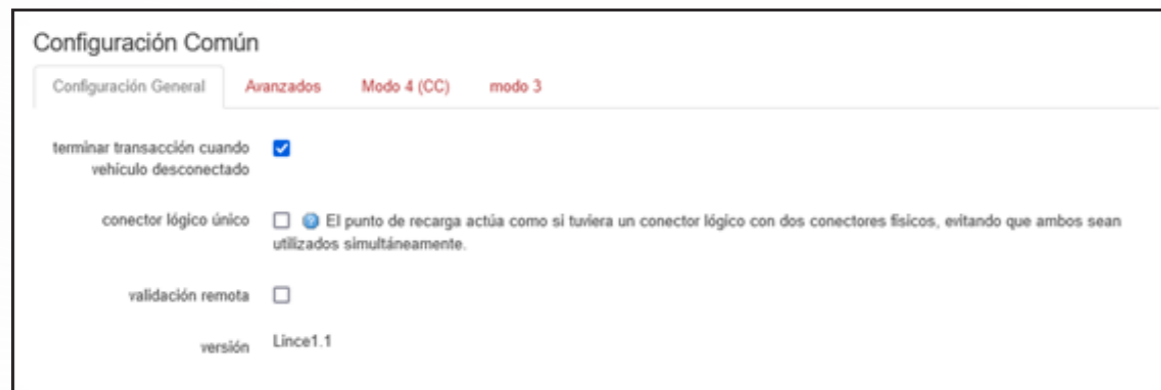 Configuración Común
Configuración General Avanzados Modo 4 (CC) modo 3
terminar transacción cuando
vehículo desconectado
conector lógico único El punto de recarga actúa como si tuviera un conector lógico con dos conectores físicos, evitando que ambos sean
utilizados simultáneamente.
validación remota
versión Lince1.1